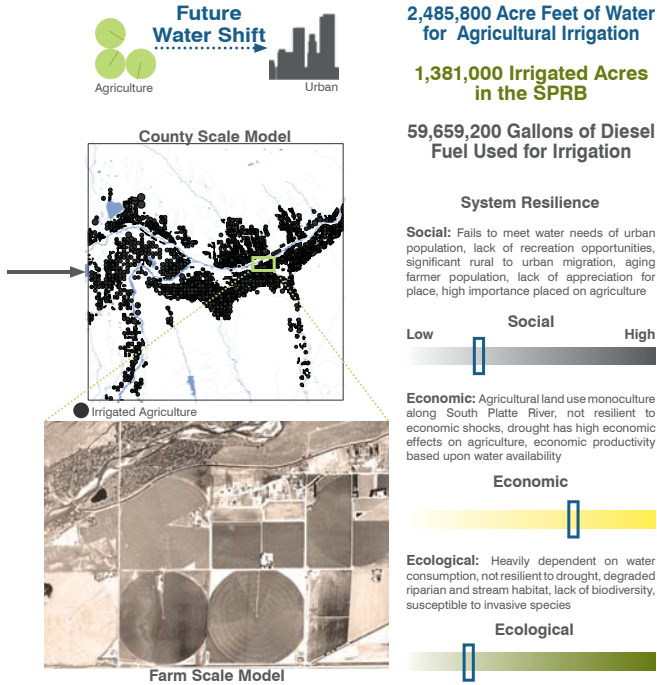 Future
Water Shift
Agriculture
Urban
County Scale Model
Irrigated Agriculture
Farm Scale Model
2,485,800 Acre Feet of Water
for Agricultural Irrigation
1,381,000 Irrigated Acres
in the SPRB
59,659,200 Gallons of Diesel
Fuel Used for Irrigation
System Resilience
Social: Fails to meet water needs of urban
population, lack of recreation opportunities,
significant rural to urban migration, aging
farmer population, lack of appreciation for
place, high importance placed on agriculture
Social
Low High
Economic: Agricultural land use monoculture
along South Platte River, not resilient to
economic shocks, drought has high economic
effects on agriculture, economic productivity
based upon water availability
Economic
Ecological: Heavily dependent on water
consumption, not resilient to drought, degraded
riparian and stream habitat, lack of biodiversity,
susceptible to invasive species
Ecological